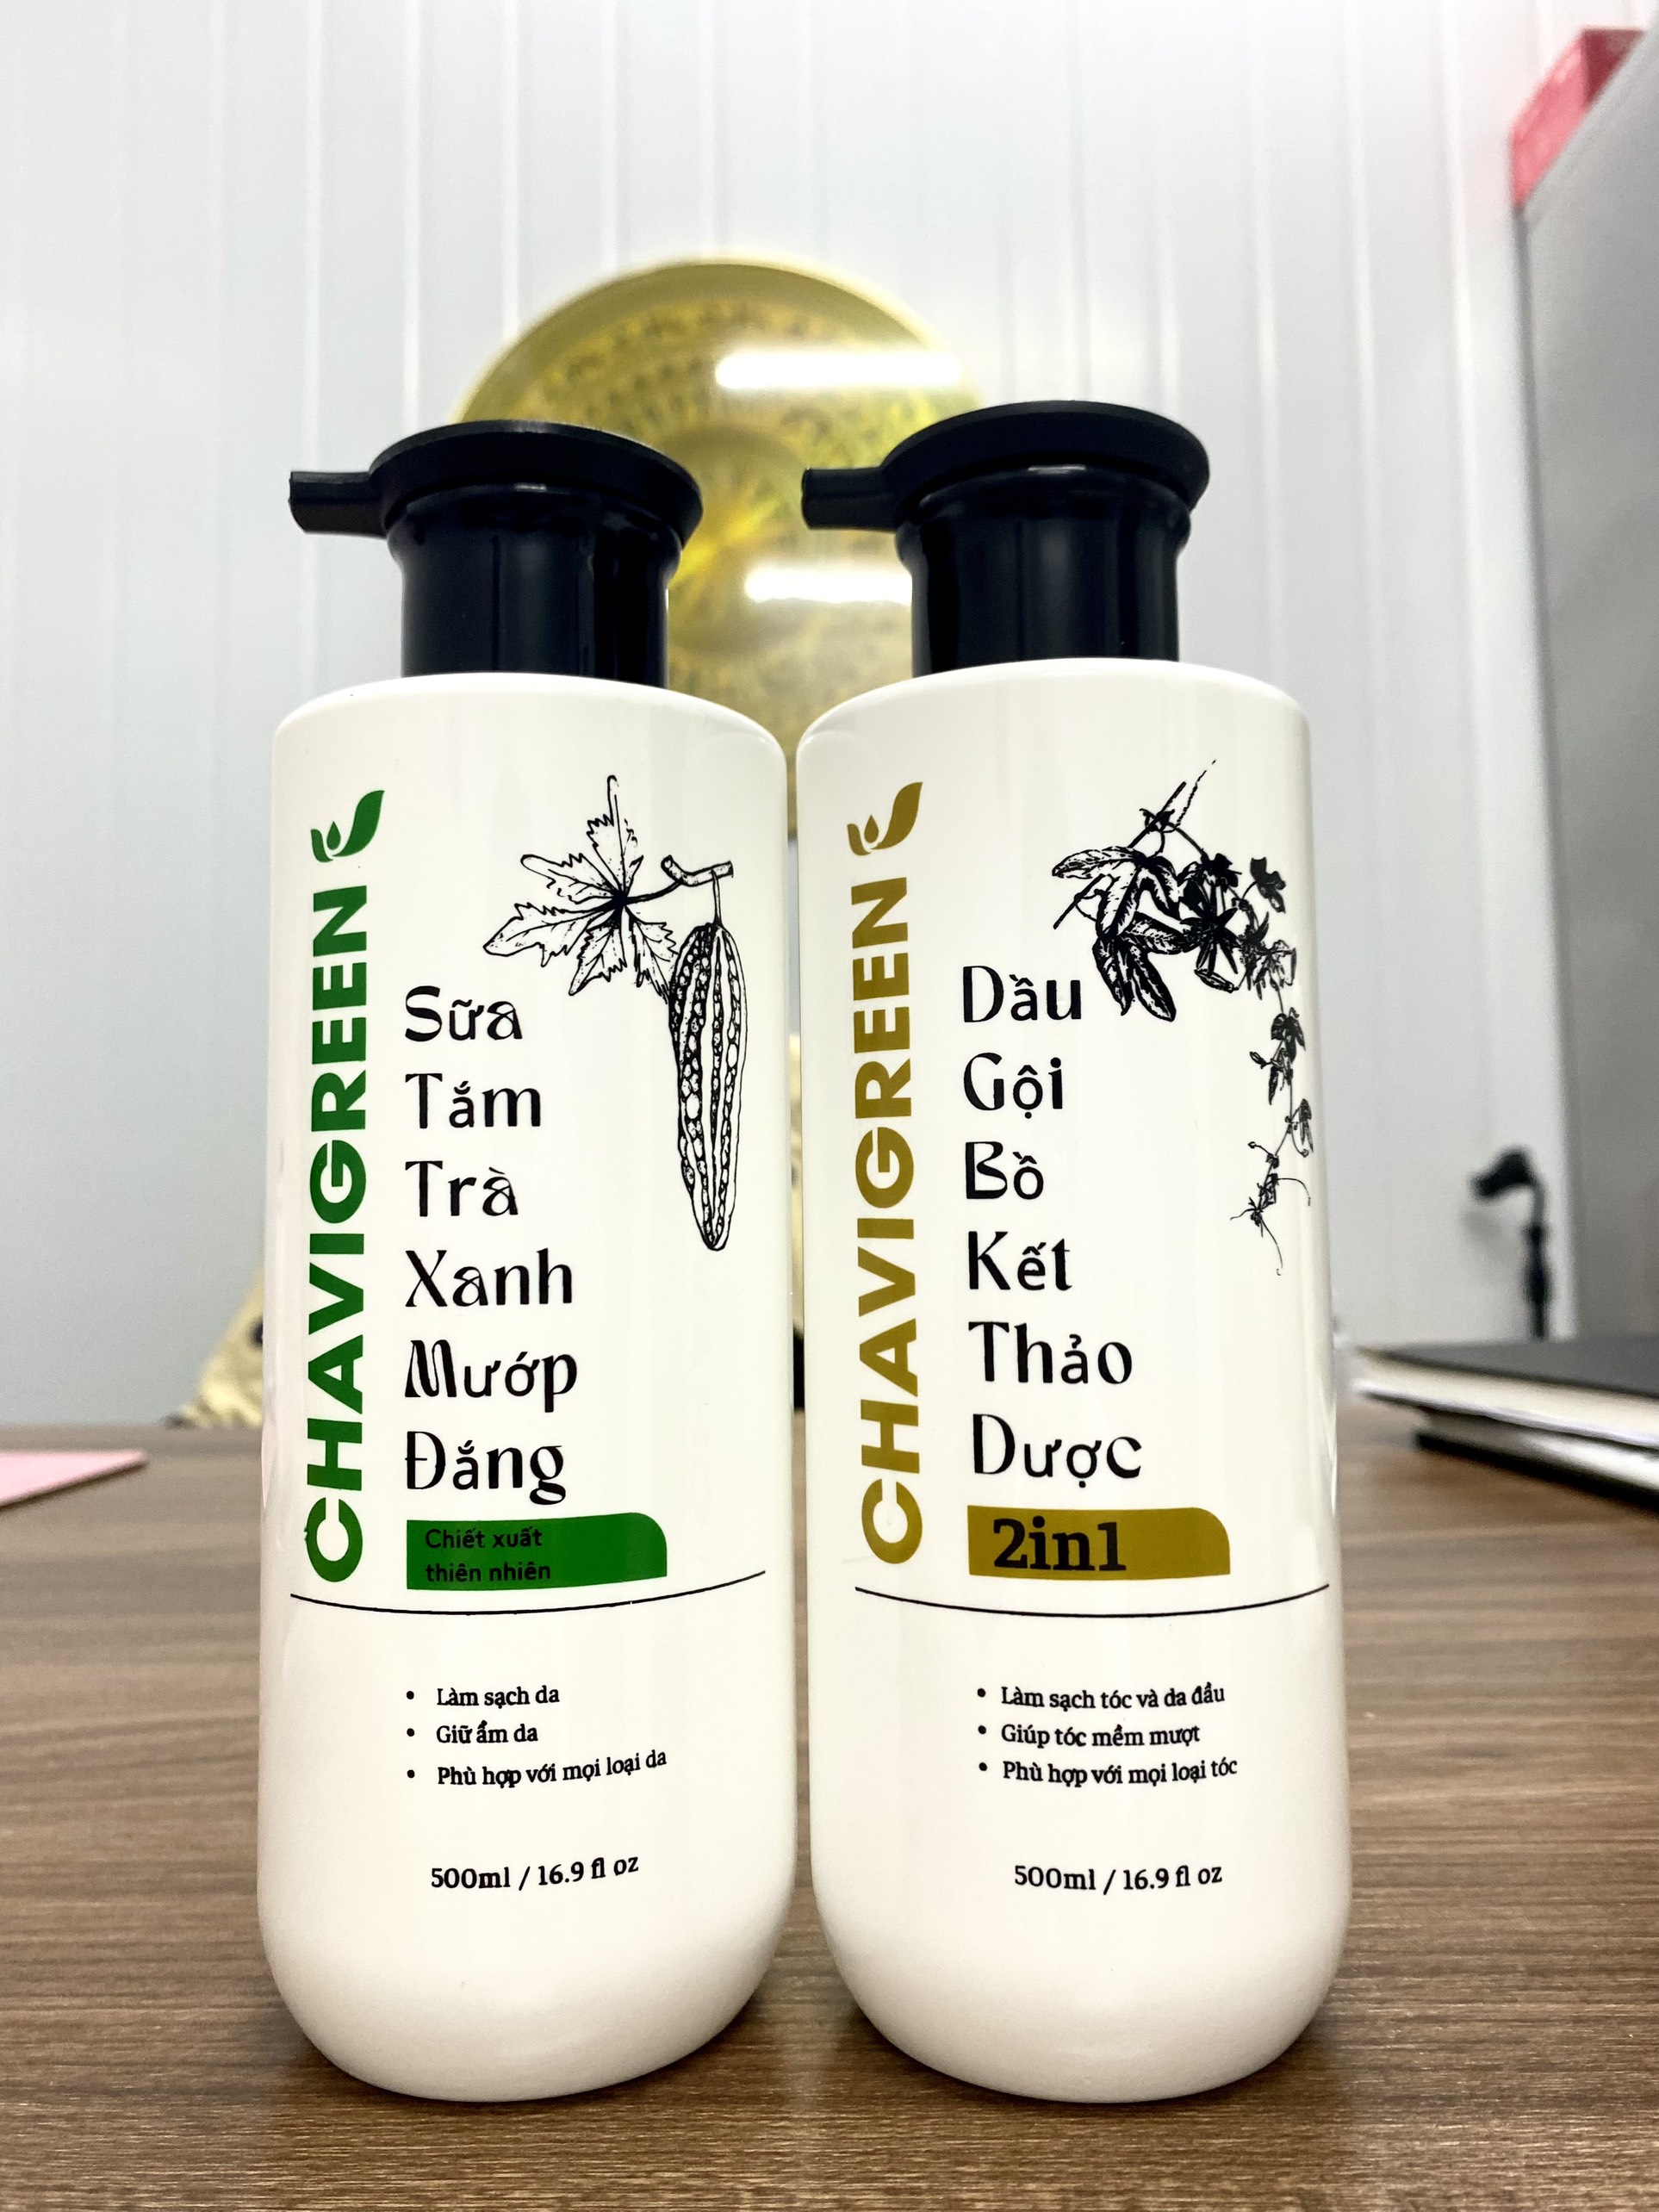 CHAVIGREEN
Sữa
Tắm
Trà
Xanh
Mướp
Đắng
Chiết xuất
thiên nhiên
• Làm sạch da
• Giữ ẩm da
• Phù hợp với mọi loại da
500ml / 16.9 fl oz
CHAVIGREEN
Dầu
Gội
Bồ
Kết
Thảo
Dược
2in1
• Làm sạch tóc và da đầu
• Giúp tóc mềm mượt
• Phù hợp với mọi loại tóc
500ml / 16.9 fl oz